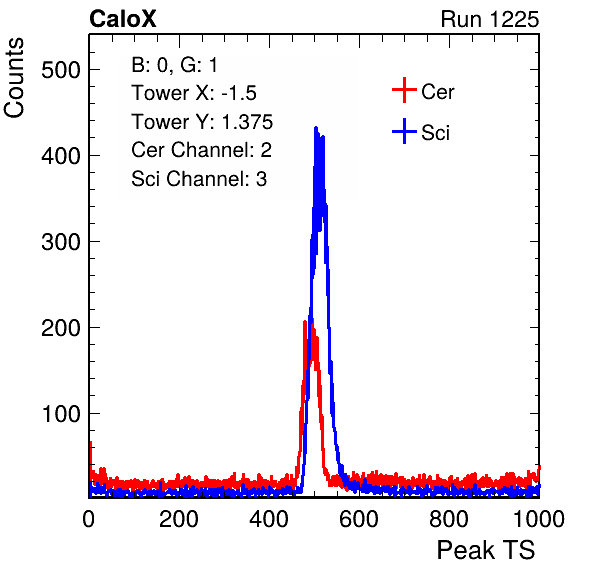 CaloX
Run 1225
Counts
500
400
300
200
100
B: 0, G: 1
Tower X: -1.5
Tower Y: 1.375
Cer Channel: 2
Sci Channel: 3
Cer
Sci
0
200
400
600
800
1000
Peak TS